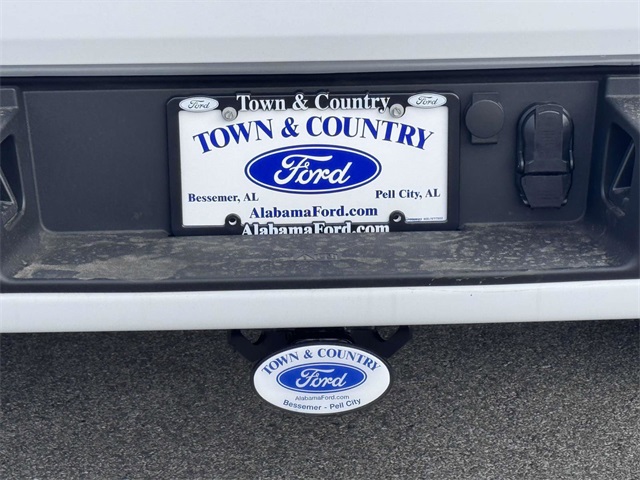 Town & Country
Ford
Ford
TOWN & COUNTRY
Ford
Bessemer, AL
Pell City, AL
AlabamaFord.com
AlabamaFord.com
TOWN & COUNTRY
Ford
AlabamaFord.com
Bessemer - Pell City